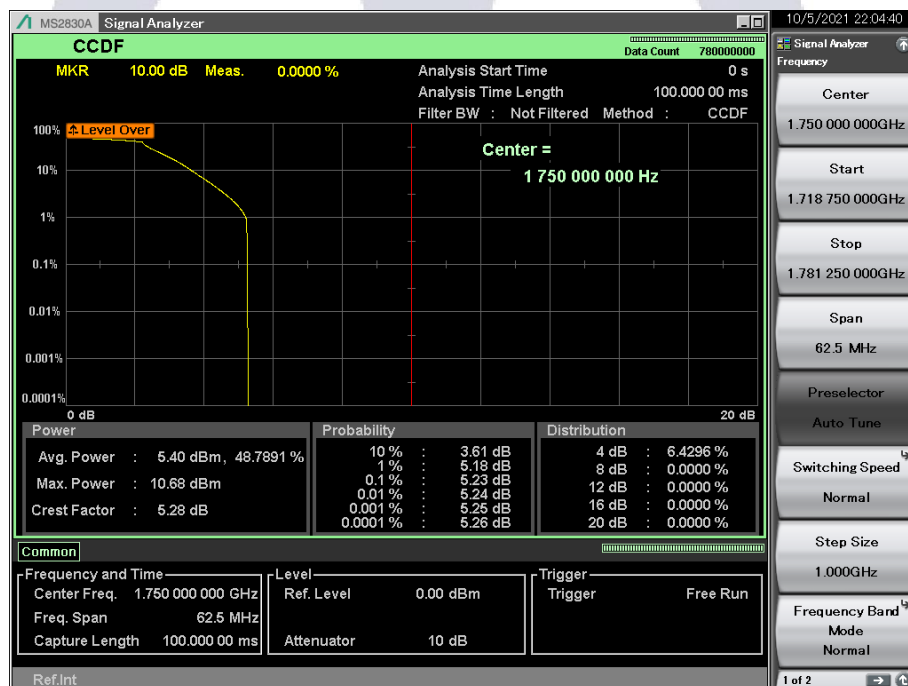 MS2830A Signal Analyzer
10/5/2021 22:04:40
CCDF
Data Count 780000000
MKR 10.00 dB Meas. 0.0000 %
Analysis Start Time 0 s
Analysis Time Length 100.000 00 ms
Filter BW : Not Filtered Method : CCDF
100%
Level Over
Center =
1 750 000 000 Hz
10%
1%
0.1%
0.01%
0.001%
0.0001%
0 dB
20 dB
Power
Avg. Power : 5.40 dBm, 48.7891 %
Max. Power : 10.68 dBm
Crest Factor : 5.28 dB
Probability
10 % : 3.61 dB
1 % : 5.18 dB
0.1 % : 5.23 dB
0.01 % : 5.24 dB
0.001 % : 5.25 dB
0.0001 % : 5.26 dB
Distribution
4 dB : 6.4296 %
8 dB : 0.0000 %
12 dB : 0.0000 %
16 dB : 0.0000 %
20 dB : 0.0000 %
Common
Frequency and Time
Center Freq. 1.750 000 000 GHz
Freq. Span 62.5 MHz
Capture Length 100.000 00 ms
Level
Ref. Level 0.00 dBm
Attenuator 10 dB
Trigger
Trigger Free Run
Ref.Int
Signal Analyzer
Frequency
Center
1.750 000 000GHz
Start
1.718 750 000GHz
Stop
1.781 250 000GHz
Span
62.5 MHz
Preselector
Auto Tune
Switching Speed
Normal
Step Size
1.000GHz
Frequency Band
Mode
Normal
1 of 2